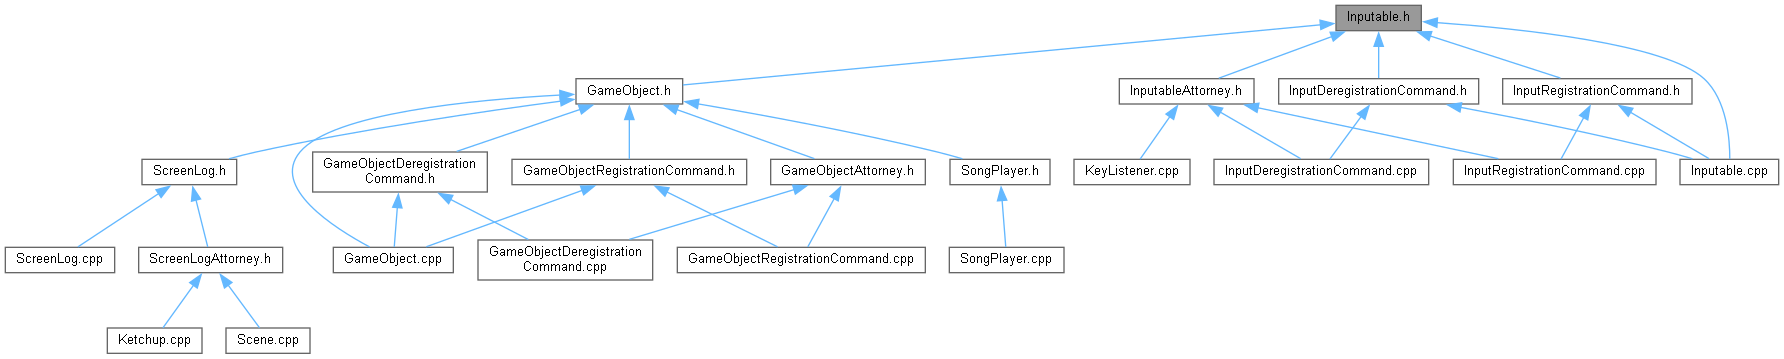 Inputable.h
GameObject.h
InputableAttorney.h
InputDeregistrationCommand.h
InputRegistrationCommand.h
ScreenLog.h
GameObjectDeregistration
Command.h
GameObjectRegistrationCommand.h
GameObjectAttorney.h
SongPlayer.h
KeyListener.cpp
InputDeregistrationCommand.cpp
InputRegistrationCommand.cpp
Inputable.cpp
ScreenLog.cpp
ScreenLogAttorney.h
GameObject.cpp
GameObjectDeregistration
Command.cpp
GameObjectRegistrationCommand.cpp
SongPlayer.cpp
Ketchup.cpp
Scene.cpp